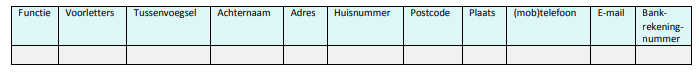 Functie Voorletters Tussenvoegsel Achternaam Adres Huisnummer Postcode Plaats (mob)telefoon E-mail Bank-
rekening-
nummer